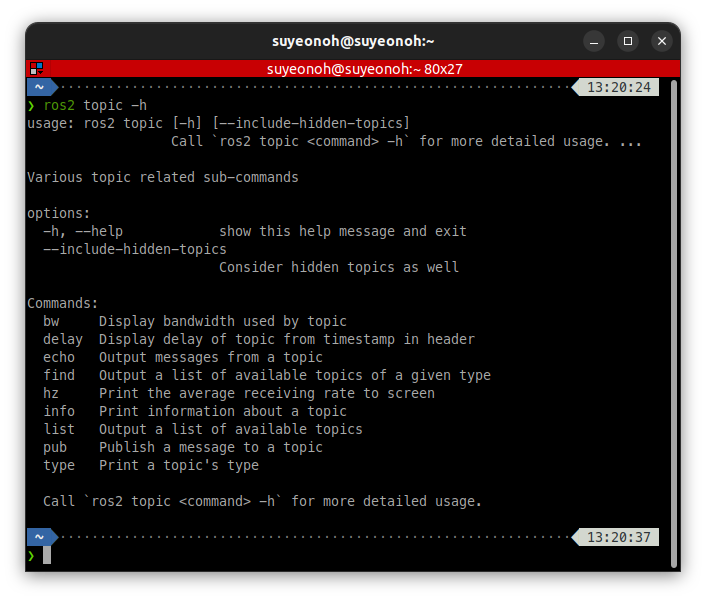 suyeonoh@suyeonoh:~
suyeonoh@suyeonoh:~ 80x27
~ 13:20:24
❯ ros2 topic -h
usage: ros2 topic [-h] [--include-hidden-topics]
                  Call `ros2 topic <command> -h` for more detailed usage. ...
Various topic related sub-commands
options:
  -h, --help            show this help message and exit
  --include-hidden-topics
                        Consider hidden topics as well
Commands:
  bw     Display bandwidth used by topic
  delay  Display delay of topic from timestamp in header
  echo   Output messages from a topic
  find   Output a list of available topics of a given type
  hz     Print the average receiving rate to screen
  info   Print information about a topic
  list   Output a list of available topics
  pub    Publish a message to a topic
  type   Print a topic's type
  Call `ros2 topic <command> -h` for more detailed usage.
~ 13:20:37
❯